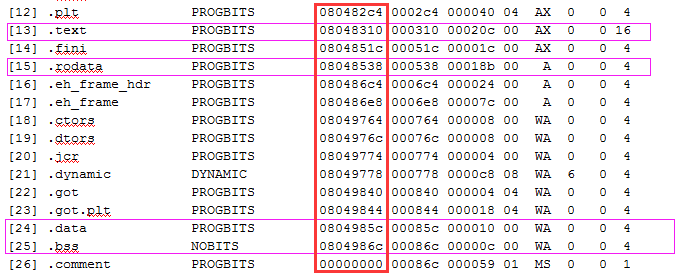 [12] .plt PROGBITS 080482c4 0002c4 000040 04 AX 0 0 4
[13] .text PROGBITS 08048310 000310 00020c 00 AX 0 0 16
[14] .fini PROGBITS 0804851c 00051c 00001c 00 AX 0 0 4
[15] .rodata PROGBITS 08048538 000538 00018b 00 A 0 0 4
[16] .eh_frame_hdr PROGBITS 080486c4 0006c4 000024 00 A 0 0 4
[17] .eh_frame PROGBITS 080486e8 0006e8 00007c 00 A 0 0 4
[18] .ctors PROGBITS 08049764 000764 000008 00 WA 0 0 4
[19] .dtors PROGBITS 0804976c 00076c 000008 00 WA 0 0 4
[20] .jcr PROGBITS 08049774 000774 000004 00 WA 0 0 4
[21] .dynamic DYNAMIC 08049778 000778 0000c8 08 WA 6 0 4
[22] .got PROGBITS 08049840 000840 000004 04 WA 0 0 4
[23] .got.plt PROGBITS 08049844 000844 000018 04 WA 0 0 4
[24] .data PROGBITS 0804985c 00085c 000010 00 WA 0 0 4
[25] .bss NOBITS 0804986c 00086c 00000c 00 WA 0 0 4
[26] .comment PROGBITS 00000000 00086c 000059 01 MS 0 0 1